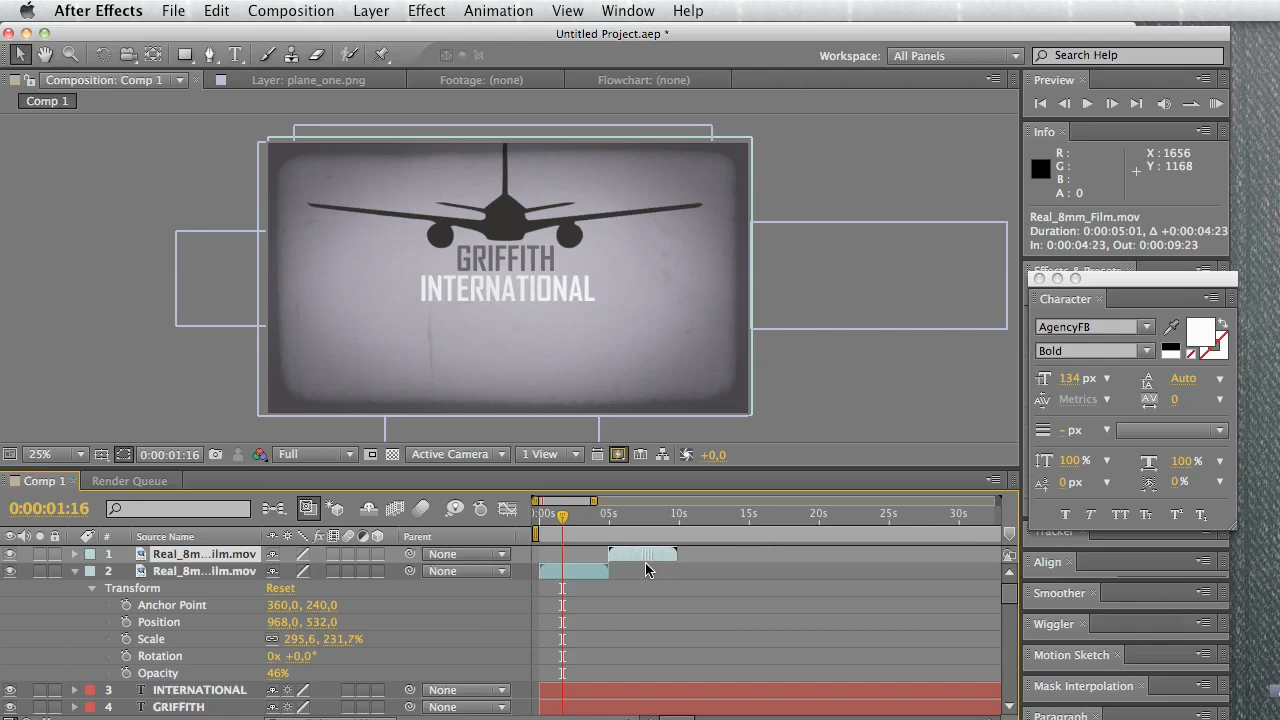 After Effects File Edit Composition Layer Effect Animation View Window Help
Untitled Project.aep *
Workspace: All Panels Search Help
Composition: Comp 1 Layer: plane_one.png Footage: (none) Flowchart: (none)
Comp 1
Preview
Info
R :
G :
B :
A : 0
X : 1656
Y : 1168
Real_8mm_Film.mov
Duration: 0:00:05:01, Δ +0:00:04:23
In: 0:00:04:23, Out: 0:00:09:23
Effects & Presets
GRIFFITH
INTERNATIONAL
Character
AgencyFB
Bold
134 px Auto
Metrics 0
- px
100 % 100 %
0 px 0 %
T T TT Tr T¹ T₁
25% 0:00:01:16 Full Active Camera 1 View +0,0
Comp 1 Render Queue
0:00:01:16
0:00s 05s 10s 15s 20s 25s 30s
# Source Name Parent
1 Real_8m...ilm.mov None
2 Real_8m...ilm.mov None
Transform Reset
Anchor Point 360,0, 240,0
Position 968,0, 532,0
Scale 295,6, 231,7%
Rotation 0x +0,0°
Opacity 46%
3 T INTERNATIONAL None
4 T GRIFFITH None
Align
Smoother
Wiggler
Motion Sketch
Mask Interpolation
Paragraph